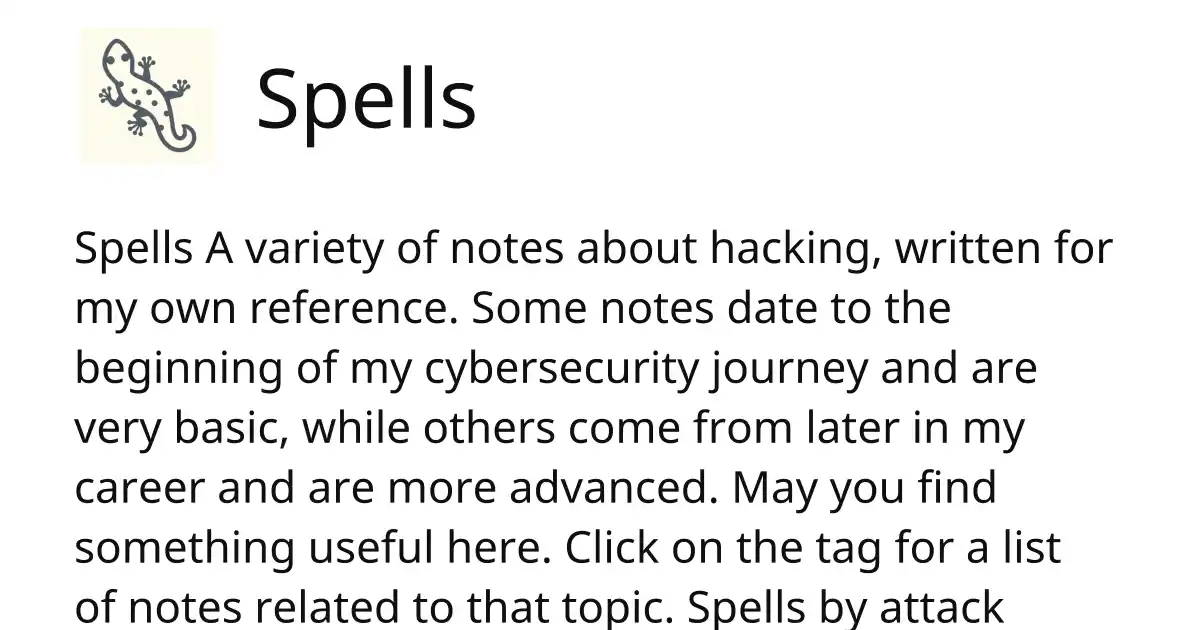 Spells
Spells A variety of notes about hacking, written for
my own reference. Some notes date to the
beginning of my cybersecurity journey and are
very basic, while others come from later in my
career and are more advanced. May you find
something useful here. Click on the tag for a list
of notes related to that topic. Spells by attack